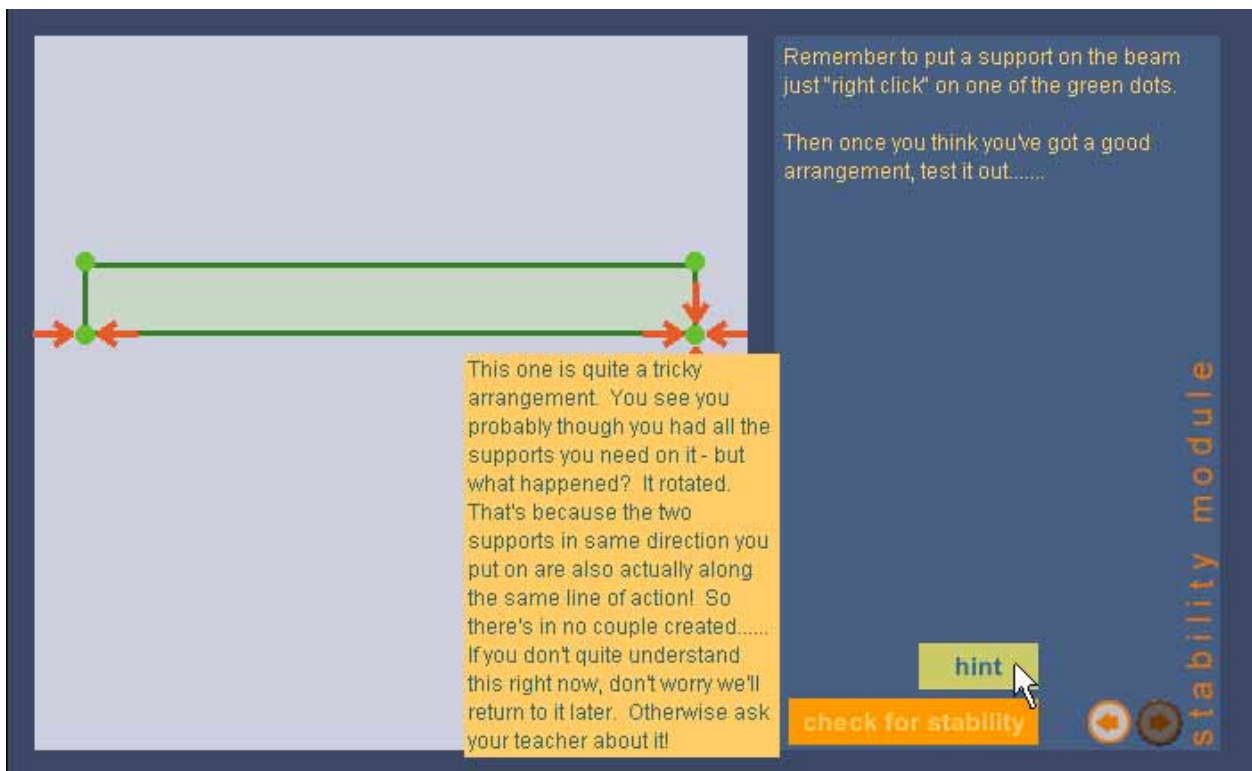 Remember to put a support on the beam
just "right click" on one of the green dots.
Then once you think you've got a good
arrangement, test it out.......
This one is quite a tricky
arrangement. You see you
probably though you had all the
supports you need on it - but
what happened? It rotated.
That's because the two
supports in same direction you
put on are also actually along
the same line of action! So
there's in no couple created......
If you don't quite understand
this right now, don't worry we'll
return to it later. Otherwise ask
your teacher about it!
hint
check for stability
stability module